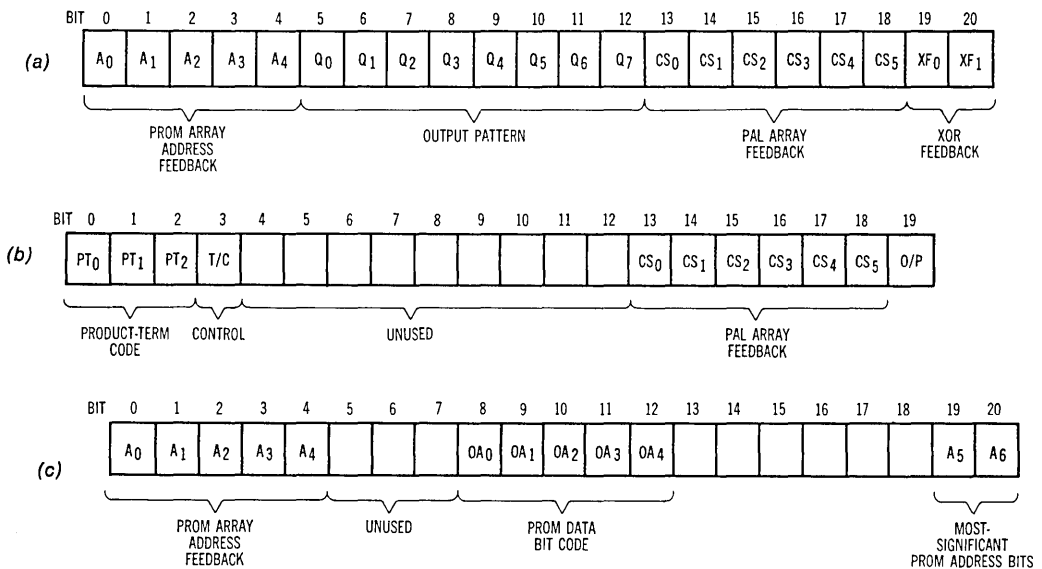 BIT 0 1 2 3 4 5 6 7 8 9 10 11 12 13 14 15 16 17 18 19 20
(a) A0 A1 A2 A3 A4 Q0 Q1 Q2 Q3 Q4 Q5 Q6 Q7 CS0 CS1 CS2 CS3 CS4 CS5 XF0 XF1
PROM ARRAY
ADDRESS
FEEDBACK
OUTPUT PATTERN
PAL ARRAY
FEEDBACK
XOR
FEEDBACK
BIT 0 1 2 3 4 5 6 7 8 9 10 11 12 13 14 15 16 17 18 19
(b) PT0 PT1 PT2 T/C CS0 CS1 CS2 CS3 CS4 CS5 O/P
PRODUCT-TERM
CODE
CONTROL
UNUSED
PAL ARRAY
FEEDBACK
BIT 0 1 2 3 4 5 6 7 8 9 10 11 12 13 14 15 16 17 18 19 20
(c) A0 A1 A2 A3 A4 OA0 OA1 OA2 OA3 OA4 A5 A6
PROM ARRAY
ADDRESS
FEEDBACK
UNUSED
PROM DATA
BIT CODE
MOST-
SIGNIFICANT
PROM ADDRESS BITS